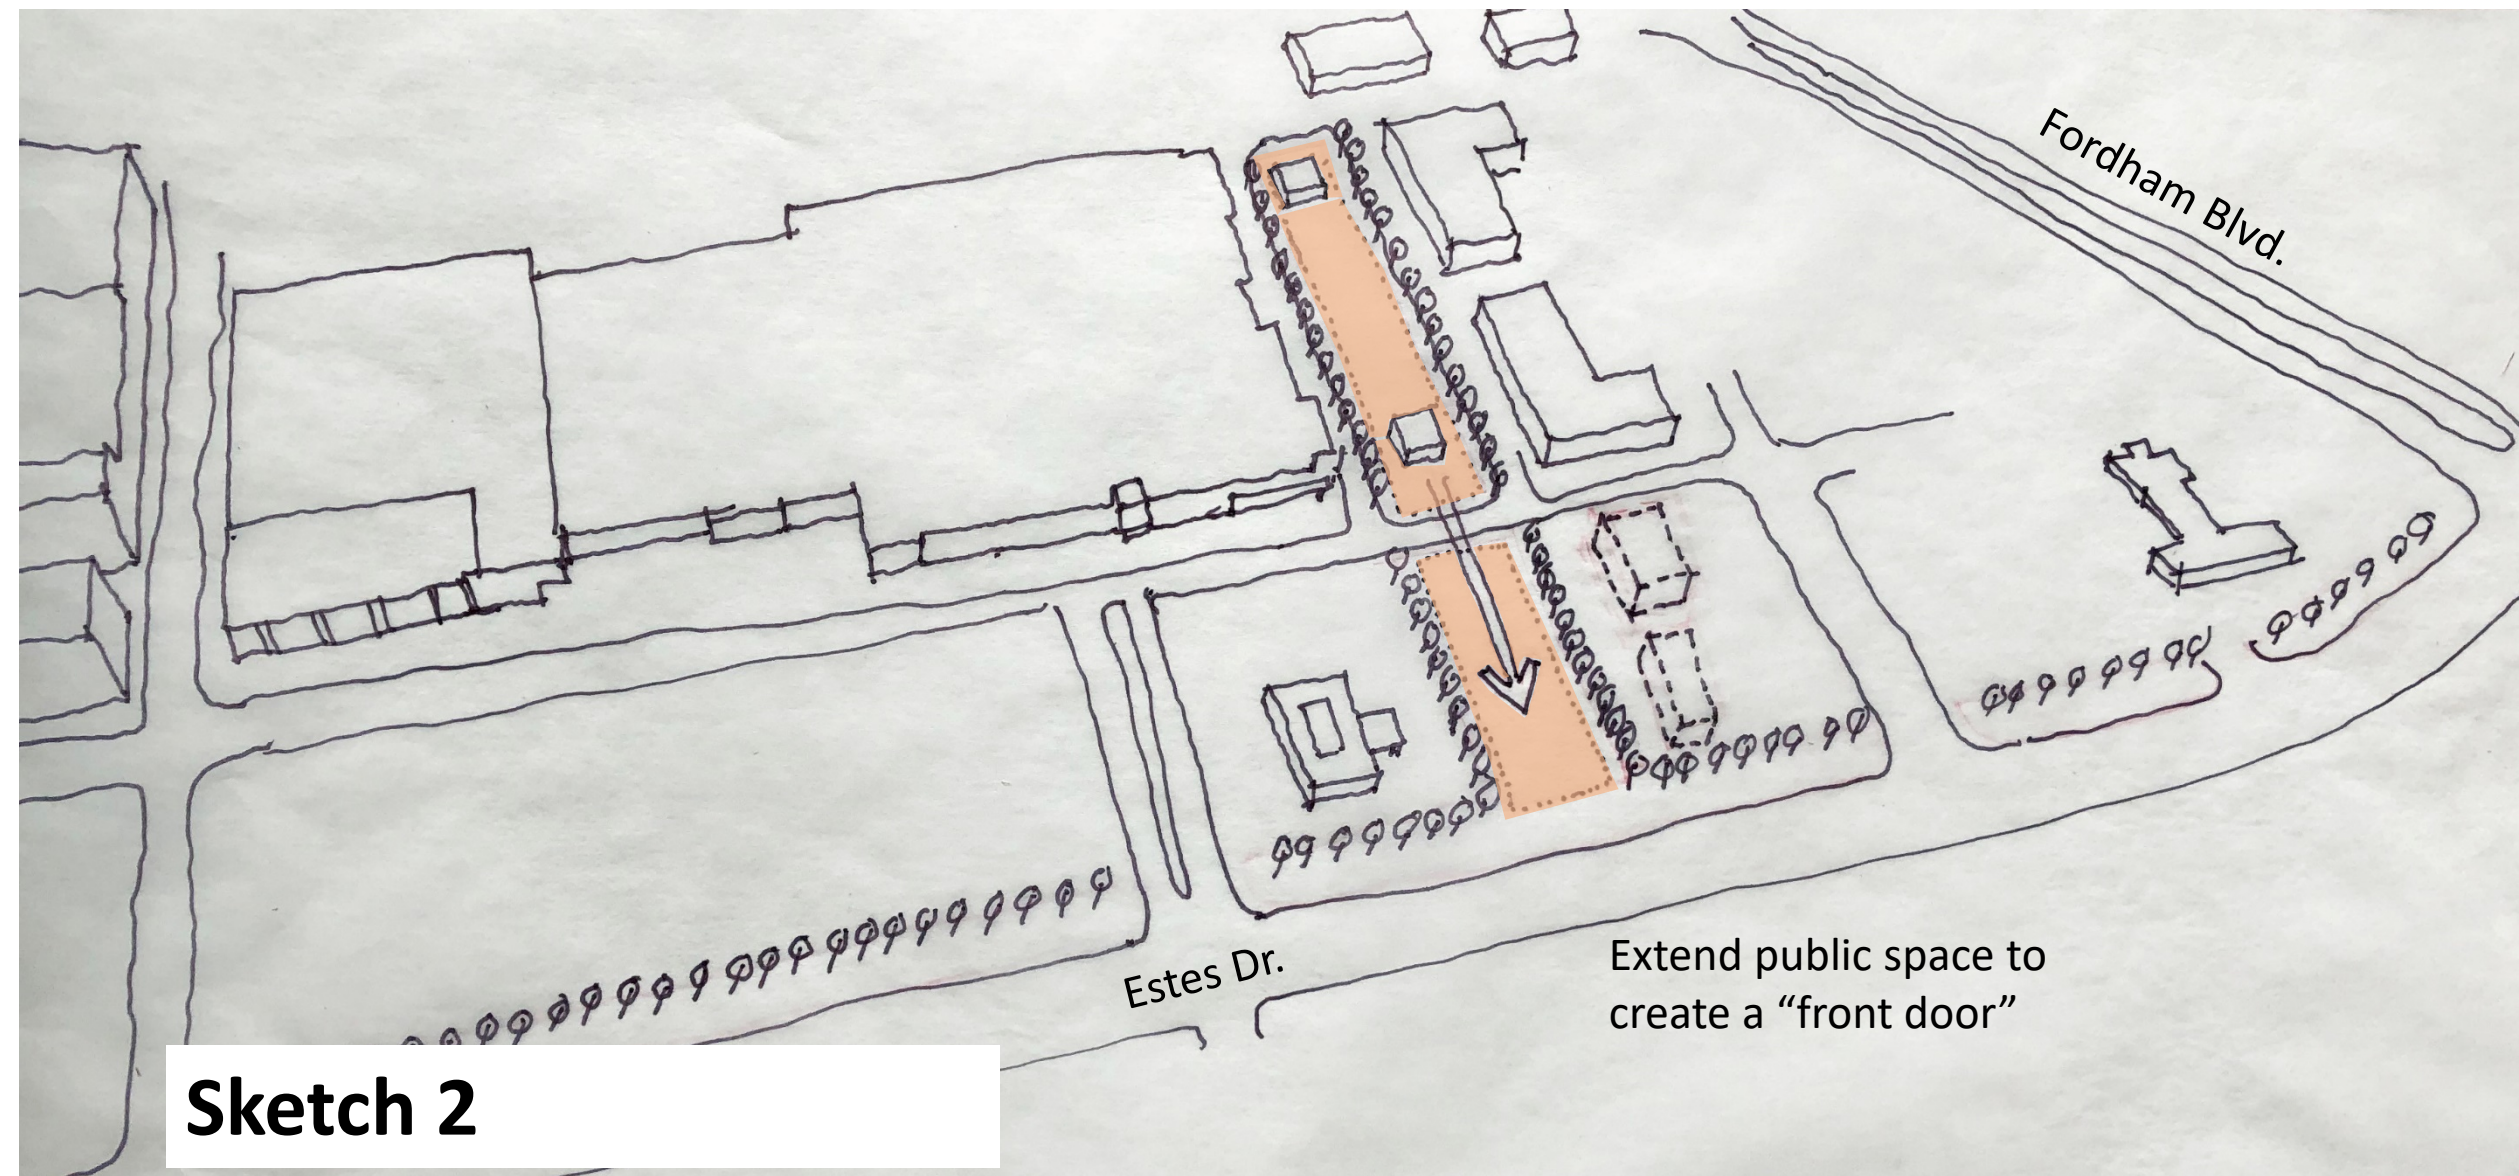 Fordham Blvd.
Estes Dr.
Extend public space to
create a “front door”
Sketch 2